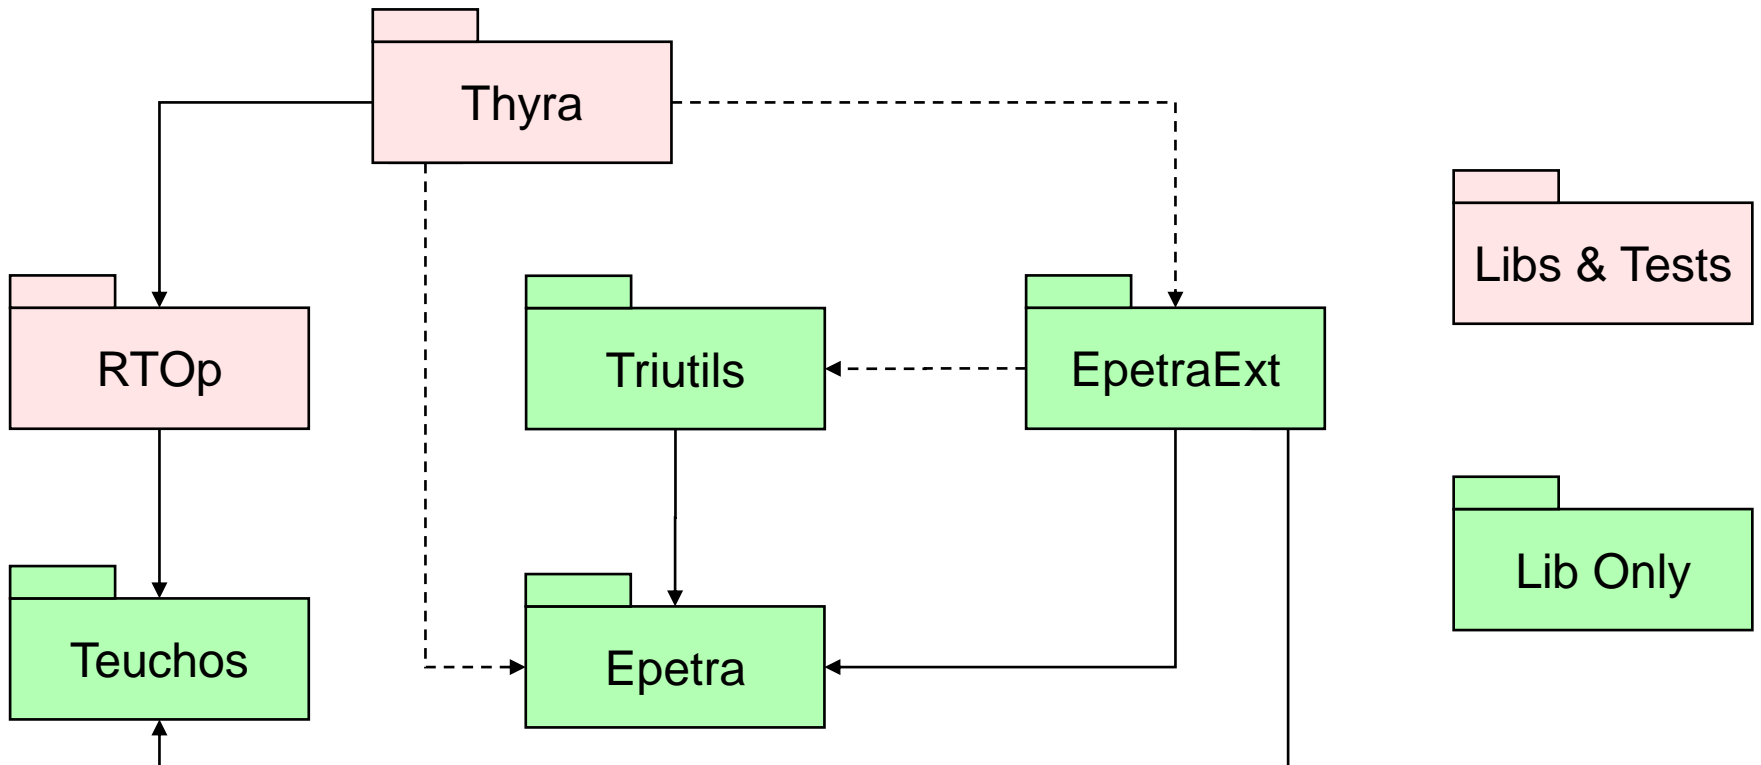 Thyra
Libs & Tests
RTOp
Triutils
EpetraExt
Lib Only
Teuchos
Epetra